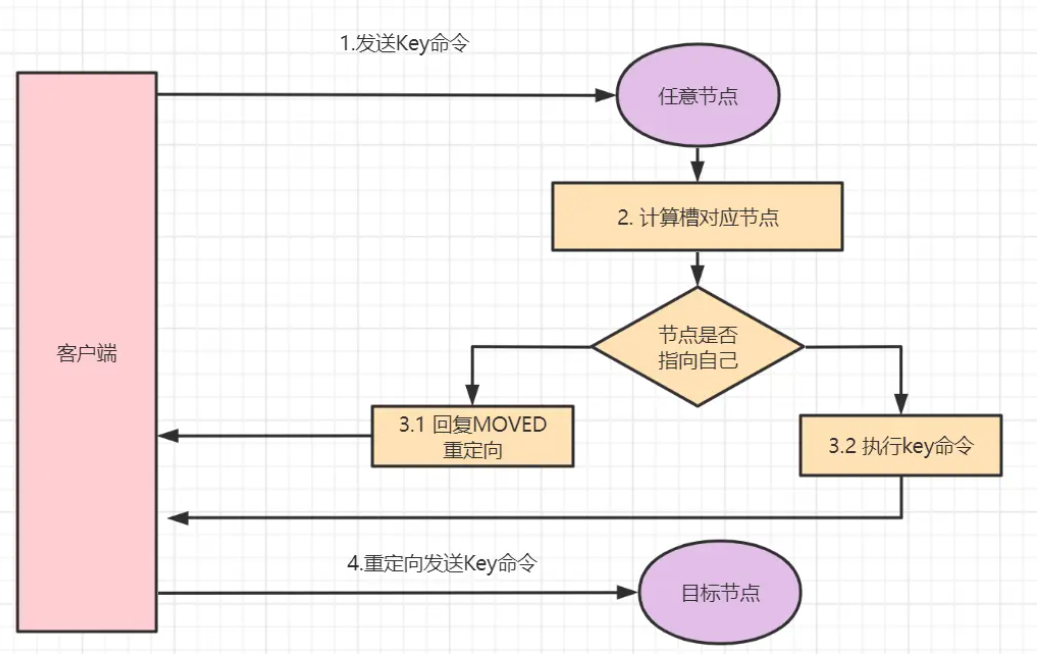 1.发送Key命令
任意节点
2. 计算槽对应节点
节点是否
指向自己
客户端
3.1 回复MOVED
重定向
3.2 执行key命令
4.重定向发送Key命令
目标节点